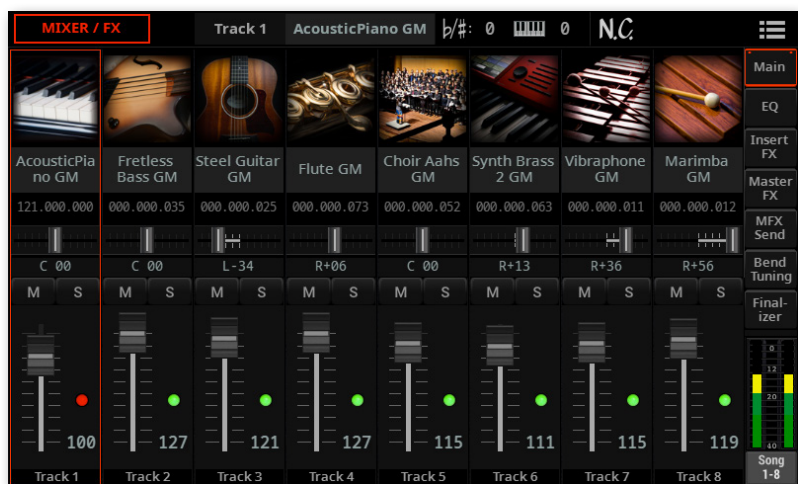 MIXER / FX Track 1 AcousticPiano GM ♭/#: 0 0 N.C.
Main
EQ
Insert
FX
Master
FX
MFX
Send
Bend
Tuning
Final-
izer
AcousticPia
no GM
Fretless
Bass GM
Steel Guitar
GM
Flute GM
Choir Aahs
GM
Synth Brass
2 GM
Vibraphone
GM
Marimba
GM
121.000.000 000.000.035 000.000.025 000.000.073 000.000.052 000.000.063 000.000.011 000.000.012
C 00 C 00 L-34 R+06 C 00 R+13 R+36 R+56
M S M S M S M S M S M S M S M S
0
12
20
40
100 127 121 127 115 111 115 119
Track 1 Track 2 Track 3 Track 4 Track 5 Track 6 Track 7 Track 8
Song
1-8